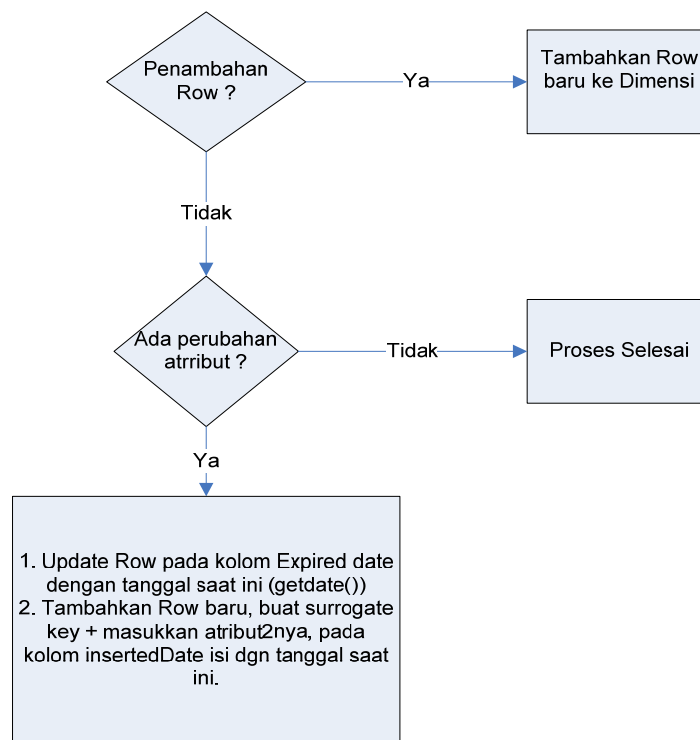 Penambahan
Row ?
Ya
Tambahkan Row
baru ke Dimensi
Tidak
Ada perubahan
atrribut ?
Tidak
Proses Selesai
Ya
1. Update Row pada kolom Expired date
dengan tanggal saat ini (getdate())
2. Tambahkan Row baru, buat surrogate
key + masukkan atribut2nya, pada
kolom insertedDate isi dgn tanggal saat
ini.